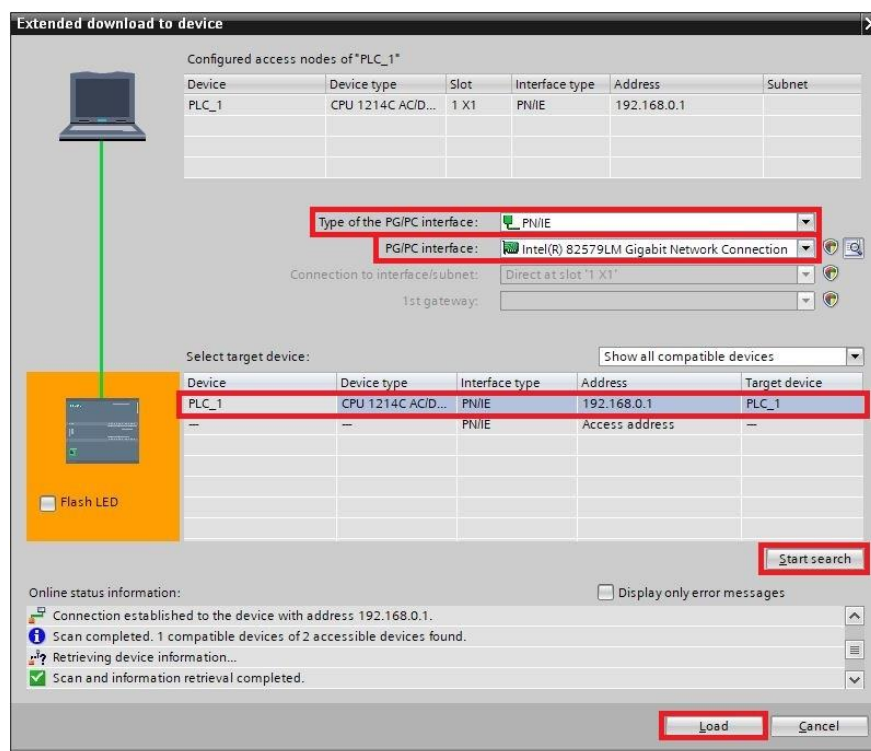 Extended download to device
Configured access nodes of "PLC_1"
Device Device type Slot Interface type Address Subnet
PLC_1 CPU 1214C AC/D... 1 X1 PN/IE 192.168.0.1
Type of the PG/PC interface: PN/IE
PG/PC interface: Intel(R) 82579LM Gigabit Network Connection
Connection to interface/subnet: Direct at slot '1 X1'
1st gateway:
Select target device: Show all compatible devices
Device Device type Interface type Address Target device
PLC_1 CPU 1214C AC/D... PN/IE 192.168.0.1 PLC_1
— — PN/IE Access address —
Flash LED
Start search
Online status information: Display only error messages
Connection established to the device with address 192.168.0.1.
Scan completed. 1 compatible devices of 2 accessible devices found.
Retrieving device information...
Scan and information retrieval completed.
Load Cancel